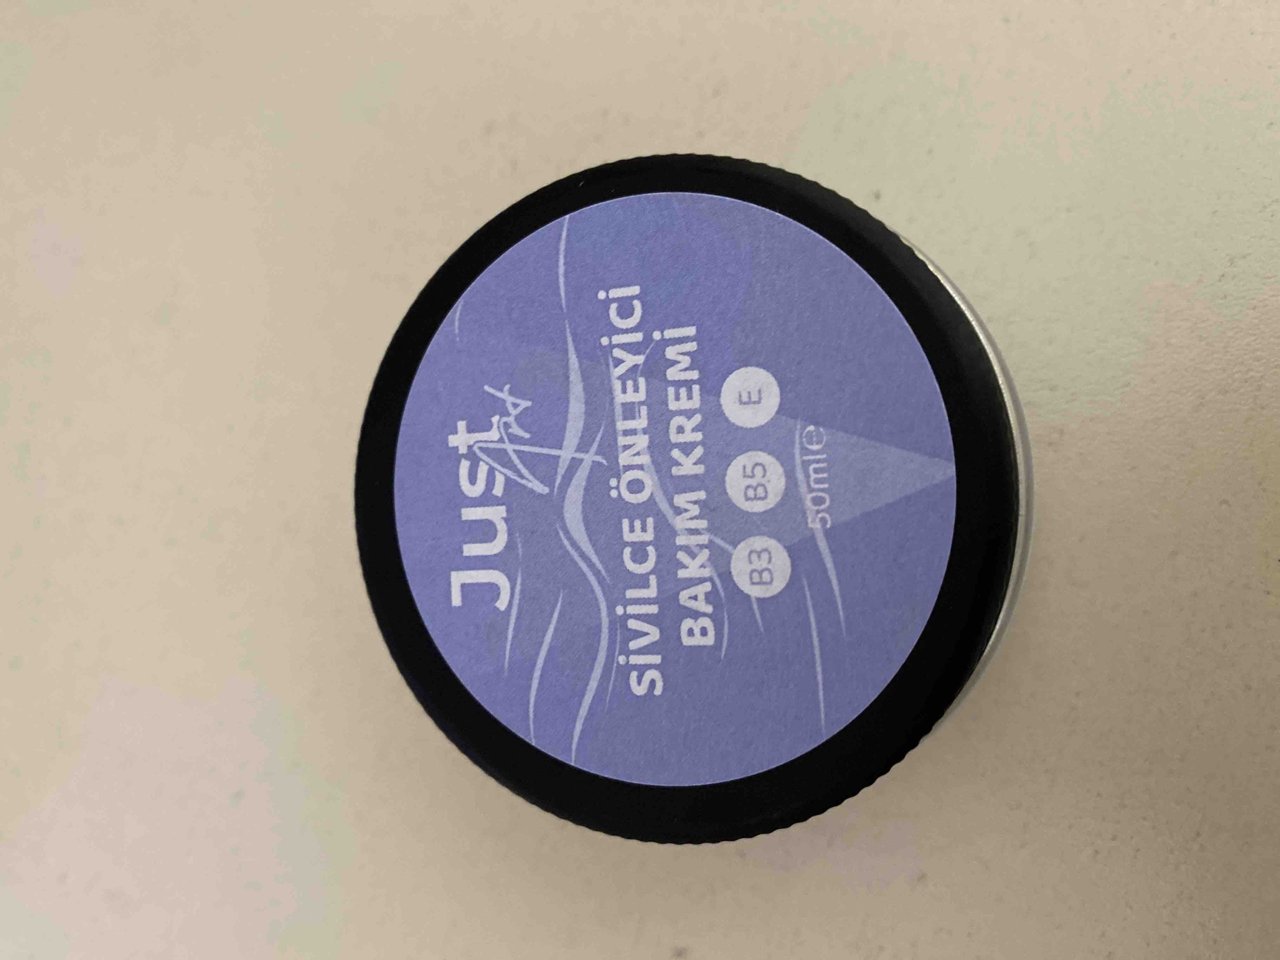 Just
SİVİLCE ÖNLEYİCİ
BAKIM KREMİ
B3 B5 E
50ml℮